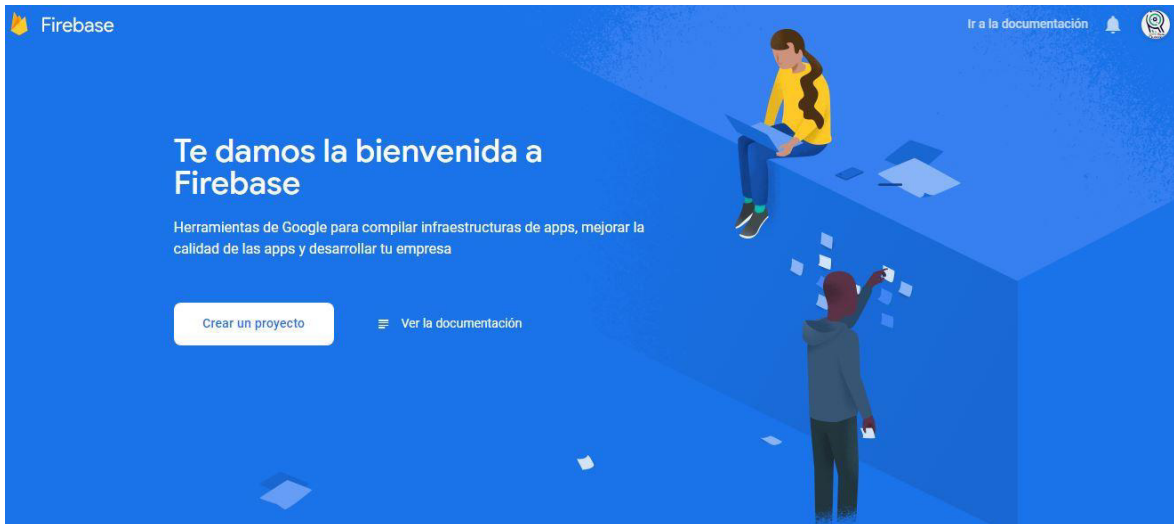 Firebase
Ir a la documentación
Te damos la bienvenida a
Firebase
Herramientas de Google para compilar infraestructuras de apps, mejorar la
calidad de las apps y desarrollar tu empresa
Crear un proyecto
Ver la documentación